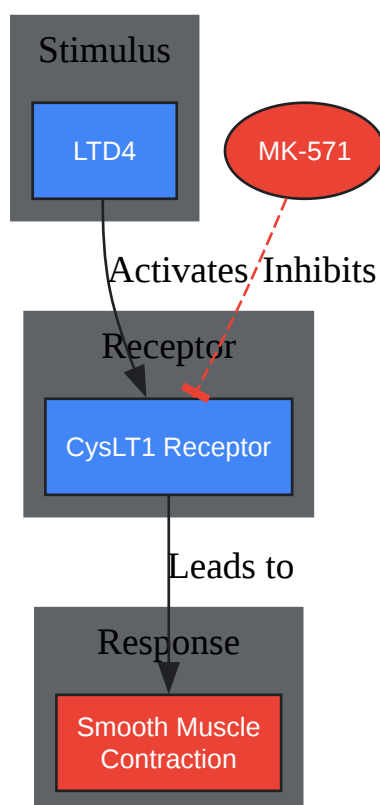 Stimulus
LTD4
MK-571
Activates
Inhibits
Receptor
CysLT1 Receptor
Leads to
Response
Smooth Muscle
Contraction